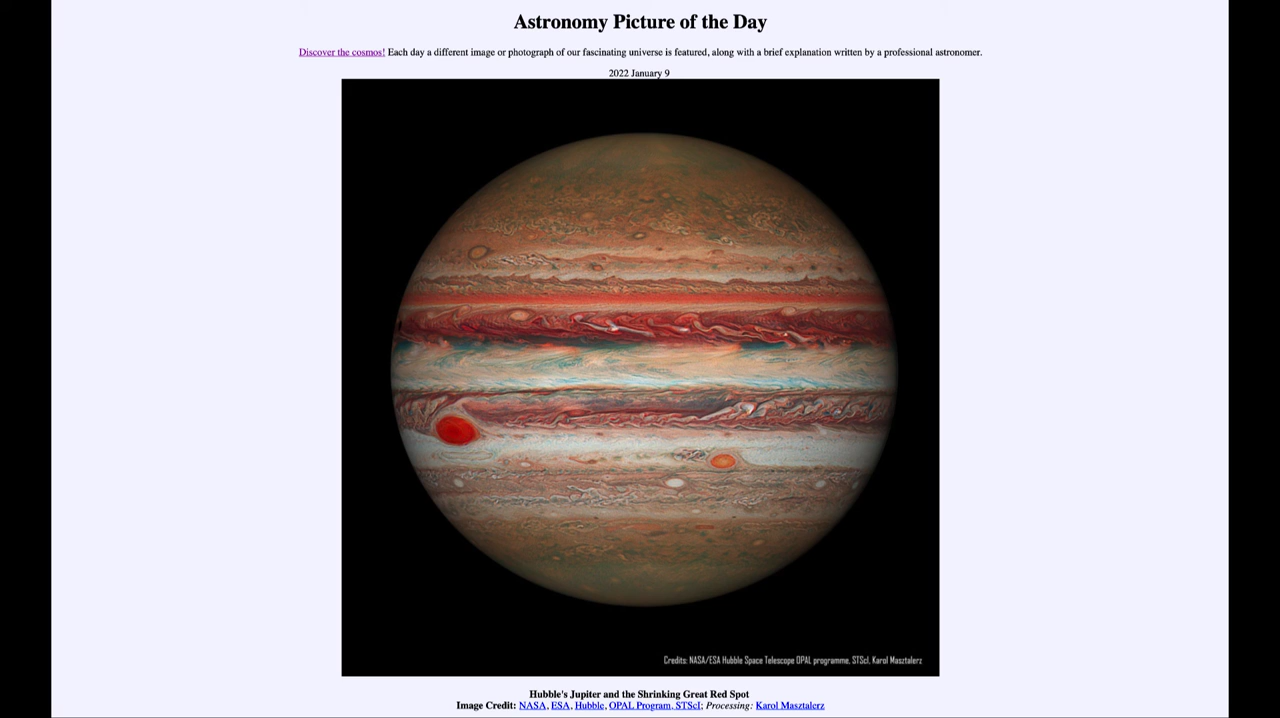 Astronomy Picture of the Day
Discover the cosmos! Each day a different image or photograph of our fascinating universe is featured, along with a brief explanation written by a professional astronomer.
2022 January 9
Credits: NASA/ESA Hubble Space Telescope OPAL programme, STScI, Karol Masztalerz
Hubble's Jupiter and the Shrinking Great Red Spot
Image Credit: NASA, ESA, Hubble, OPAL Program, STScI; Processing: Karol Masztalerz